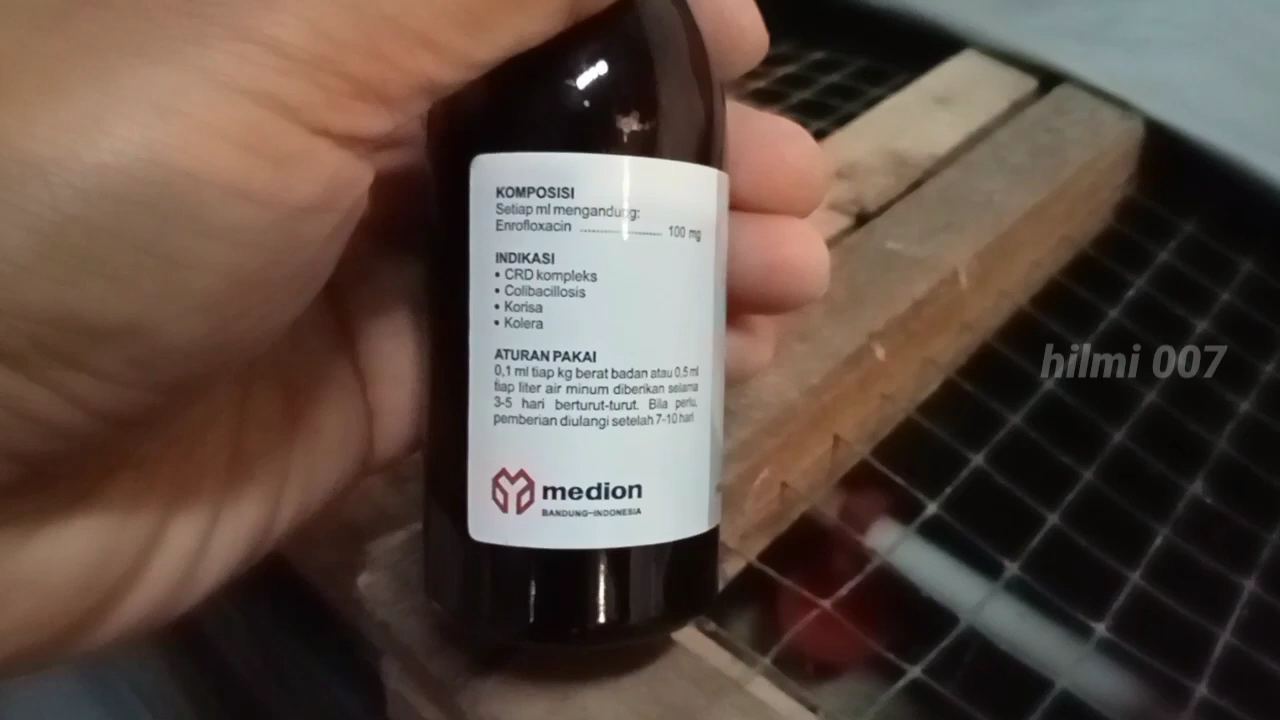 KOMPOSISI
Setiap ml mengandung:
Enrofloxacin ........................ 100 mg
INDIKASI
• CRD kompleks
• Colibacillosis
• Korisa
• Kolera
ATURAN PAKAI
0,1 ml tiap kg berat badan atau 0.5 ml
tiap liter air minum diberikan selama
3-5 hari berturut-turut. Bila perlu,
pemberian diulangi setelah 7-10 hari
medion
BANDUNG-INDONESIA
hilmi 007